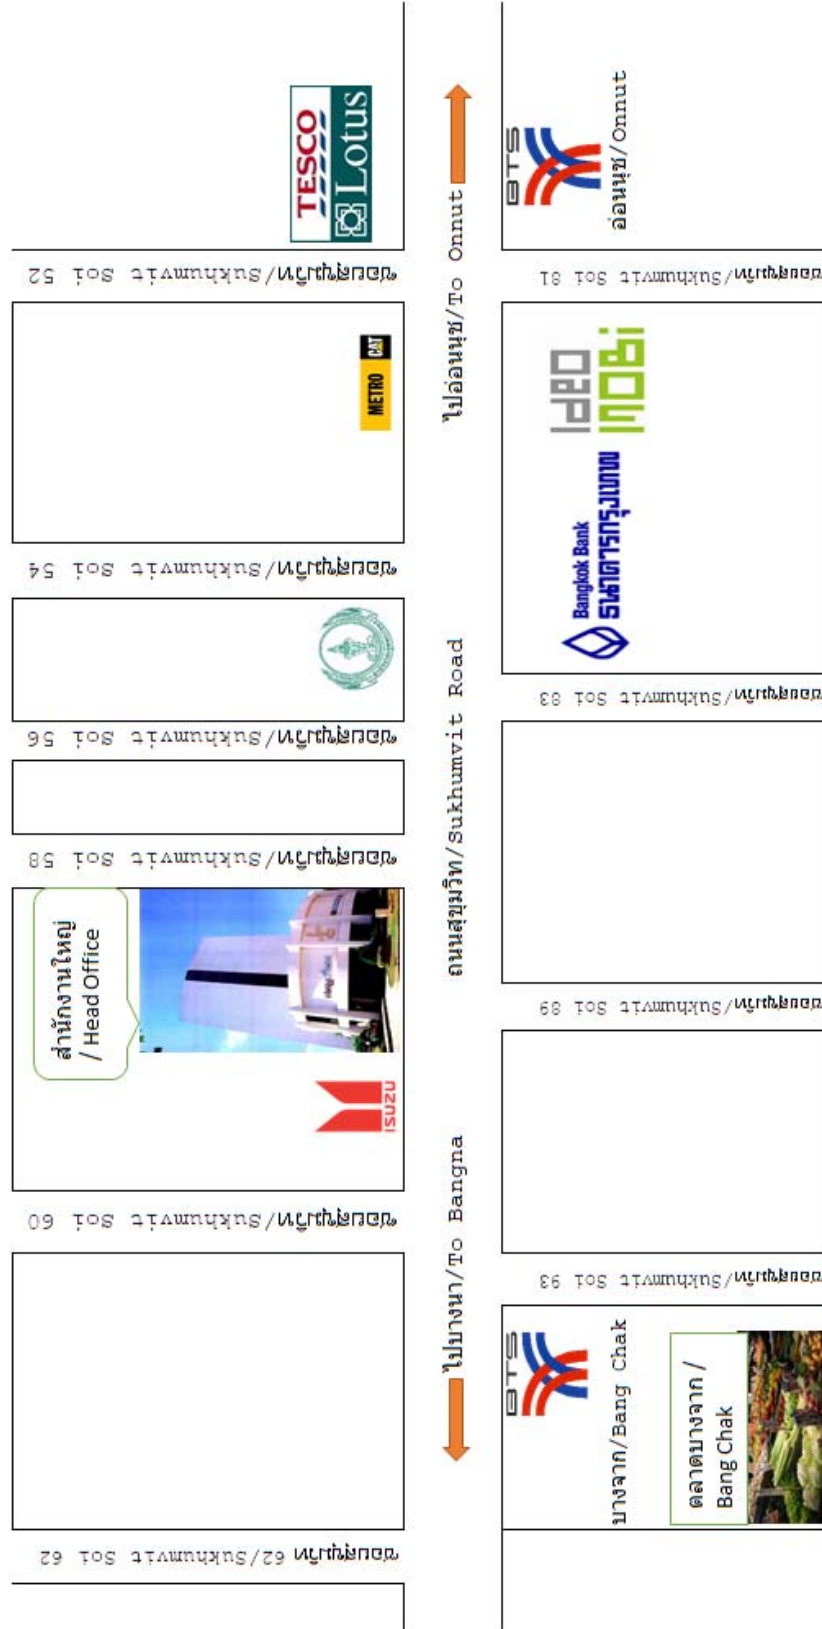 TESCO
Lotus
BTS
อ่อนนุช/Onnut
ซอยสุขุมวิท/Sukhumvit Soi 52
ไปอ่อนนุช/To Onnut
ซอยสุขุมวิท/Sukhumvit Soi 81
METRO CAT
ideo
mobi
Bangkok Bank
ธนาคารกรุงเทพ
ซอยสุขุมวิท/Sukhumvit Soi 54
ซอยสุขุมวิท/Sukhumvit Soi 83
ซอยสุขุมวิท/Sukhumvit Soi 56
ถนนสุขุมวิท/Sukhumvit Road
ซอยสุขุมวิท/Sukhumvit Soi 58
สำนักงานใหญ่
/ Head Office
ISUZU
ซอยสุขุมวิท/Sukhumvit Soi 89
ซอยสุขุมวิท/Sukhumvit Soi 60
ไปบางนา/To Bangna
ซอยสุขุมวิท/Sukhumvit Soi 93
BTS
บางจาก/Bang Chak
ตลาดบางจาก /
Bang Chak
ซอยสุขุมวิท 62/Sukhumvit Soi 62